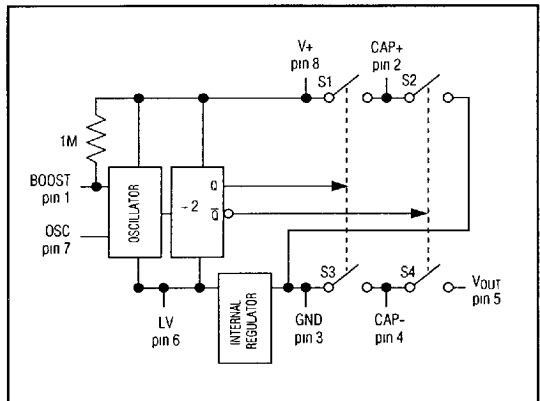 V+
pin 8
CAP+
pin 2
S1
S2
1M
BOOST
pin 1
OSCILLATOR
÷2
Q
Q̅
OSC
pin 7
S3
S4
VOUT
pin 5
LV
pin 6
INTERNAL
REGULATOR
GND
pin 3
CAP-
pin 4